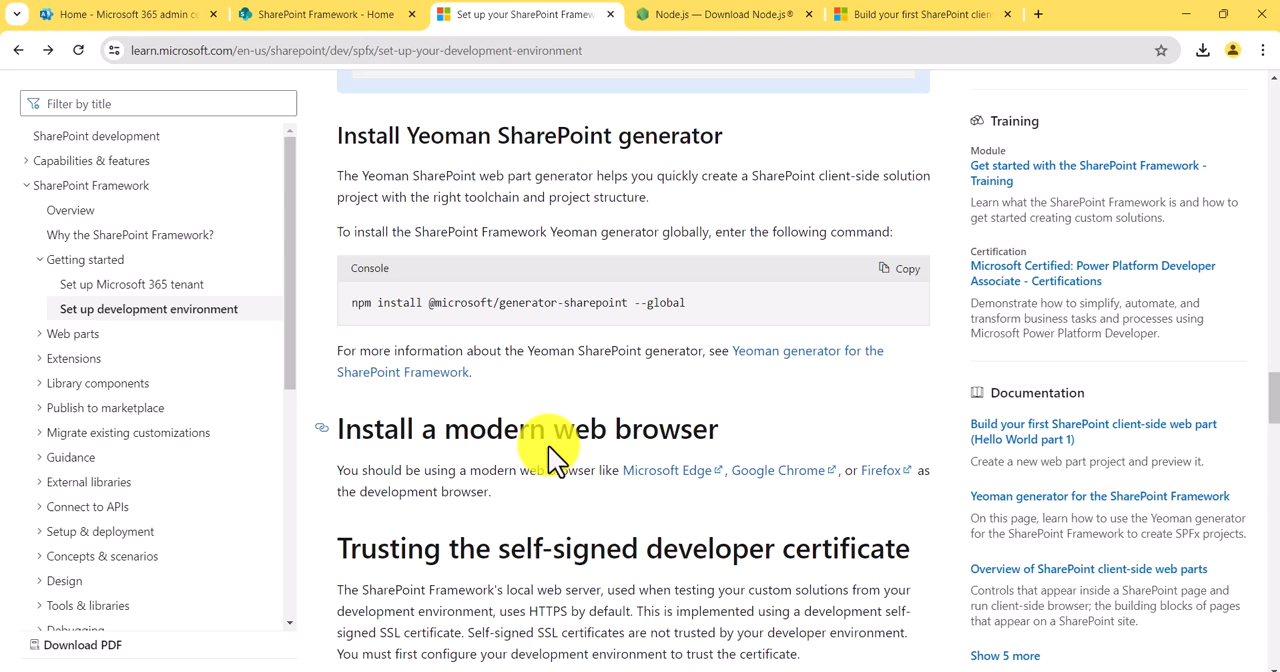 Home - Microsoft 365 admin ce
SharePoint Framework - Home
Set up your SharePoint Framew
Node.js — Download Node.js®
Build your first SharePoint clien
learn.microsoft.com/en-us/sharepoint/dev/spfx/set-up-your-development-environment
Filter by title
SharePoint development
Capabilities & features
SharePoint Framework
Overview
Why the SharePoint Framework?
Getting started
Set up Microsoft 365 tenant
Set up development environment
Web parts
Extensions
Library components
Publish to marketplace
Migrate existing customizations
Guidance
External libraries
Connect to APIs
Setup & deployment
Concepts & scenarios
Design
Tools & libraries
Debugging
Download PDF
Install Yeoman SharePoint generator
The Yeoman SharePoint web part generator helps you quickly create a SharePoint client-side solution
project with the right toolchain and project structure.
To install the SharePoint Framework Yeoman generator globally, enter the following command:
Console
Copy
npm install @microsoft/generator-sharepoint --global
For more information about the Yeoman SharePoint generator, see Yeoman generator for the
SharePoint Framework.
Install a modern web browser
You should be using a modern web browser like Microsoft Edge, Google Chrome, or Firefox as
the development browser.
Trusting the self-signed developer certificate
The SharePoint Framework's local web server, used when testing your custom solutions from your
development environment, uses HTTPS by default. This is implemented using a development self-
signed SSL certificate. Self-signed SSL certificates are not trusted by your developer environment.
You must first configure your development environment to trust the certificate.
Training
Module
Get started with the SharePoint Framework -
Training
Learn what the SharePoint Framework is and how to
get started creating custom solutions.
Certification
Microsoft Certified: Power Platform Developer
Associate - Certifications
Demonstrate how to simplify, automate, and
transform business tasks and processes using
Microsoft Power Platform Developer.
Documentation
Build your first SharePoint client-side web part
(Hello World part 1)
Create a new web part project and preview it.
Yeoman generator for the SharePoint Framework
On this page, learn how to use the Yeoman generator
for the SharePoint Framework to create SPFx projects.
Overview of SharePoint client-side web parts
Controls that appear inside a SharePoint page and
run client-side browser; the building blocks of pages
that appear on a SharePoint site.
Show 5 more